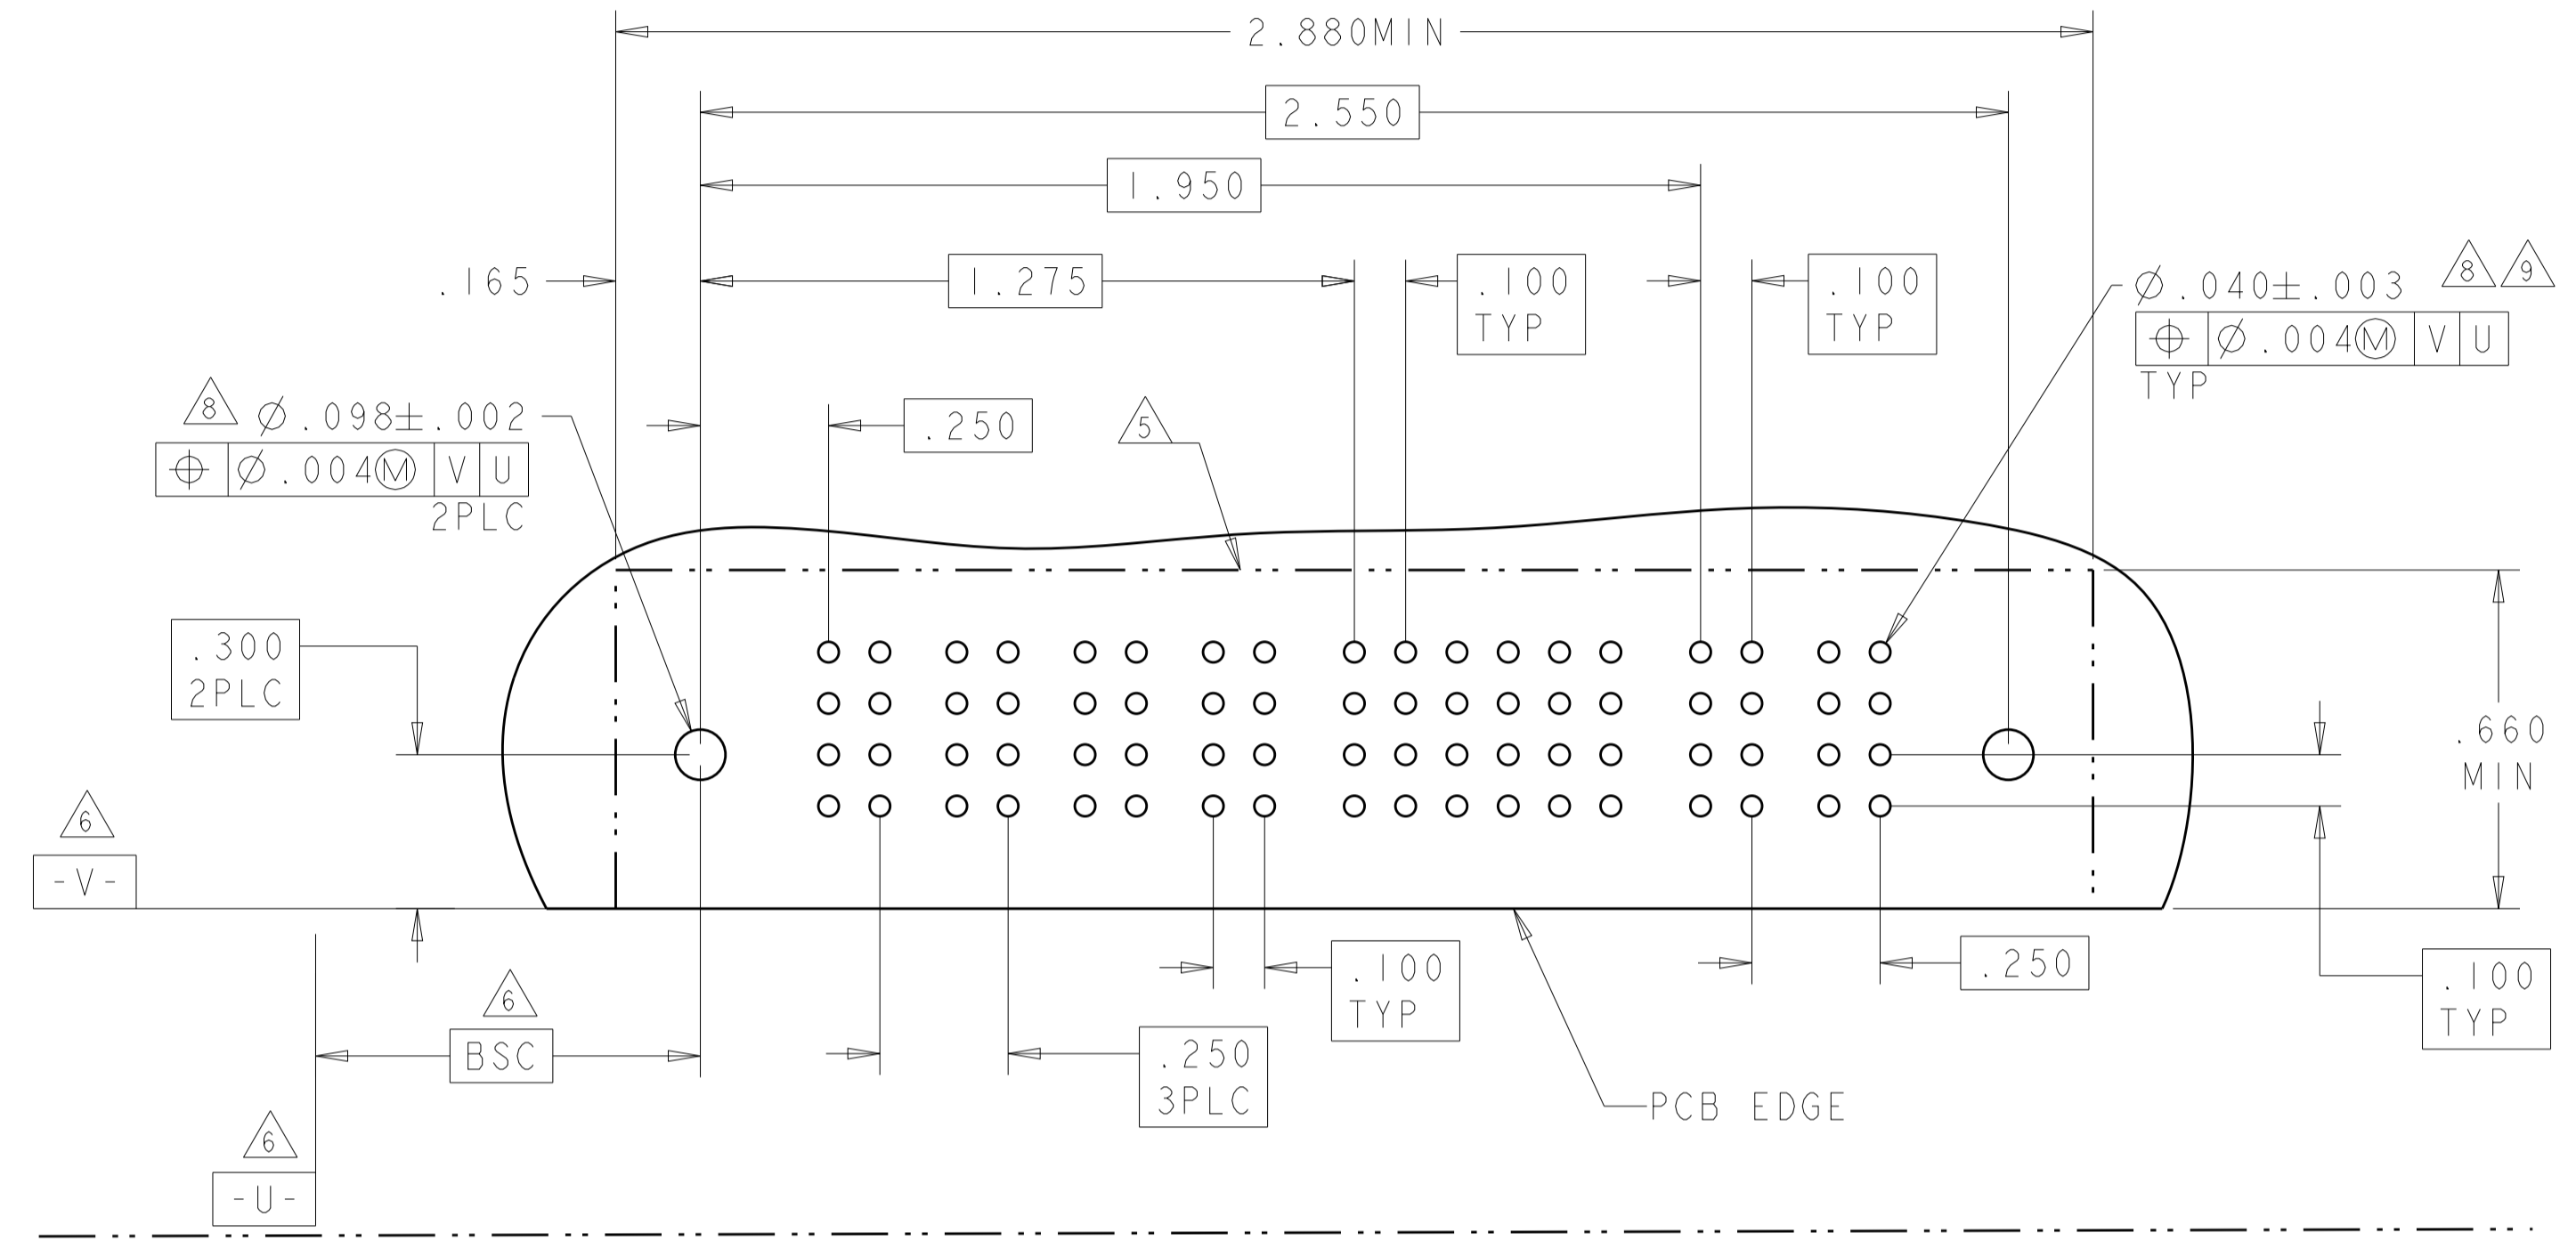 2.880MIN
2.550
1.950
.165
1.275
.100
TYP
.100
TYP
8 9
Ø.040±.003
⌖ Ø.004Ⓜ V U
TYP
8 Ø.098±.002
⌖ Ø.004Ⓜ V U
2PLC
.250
5
.300
2PLC
.660
MIN
6
-V-
.100
TYP
.250
.100
TYP
6
BSC
.250
3PLC
PCB EDGE
6
-U-